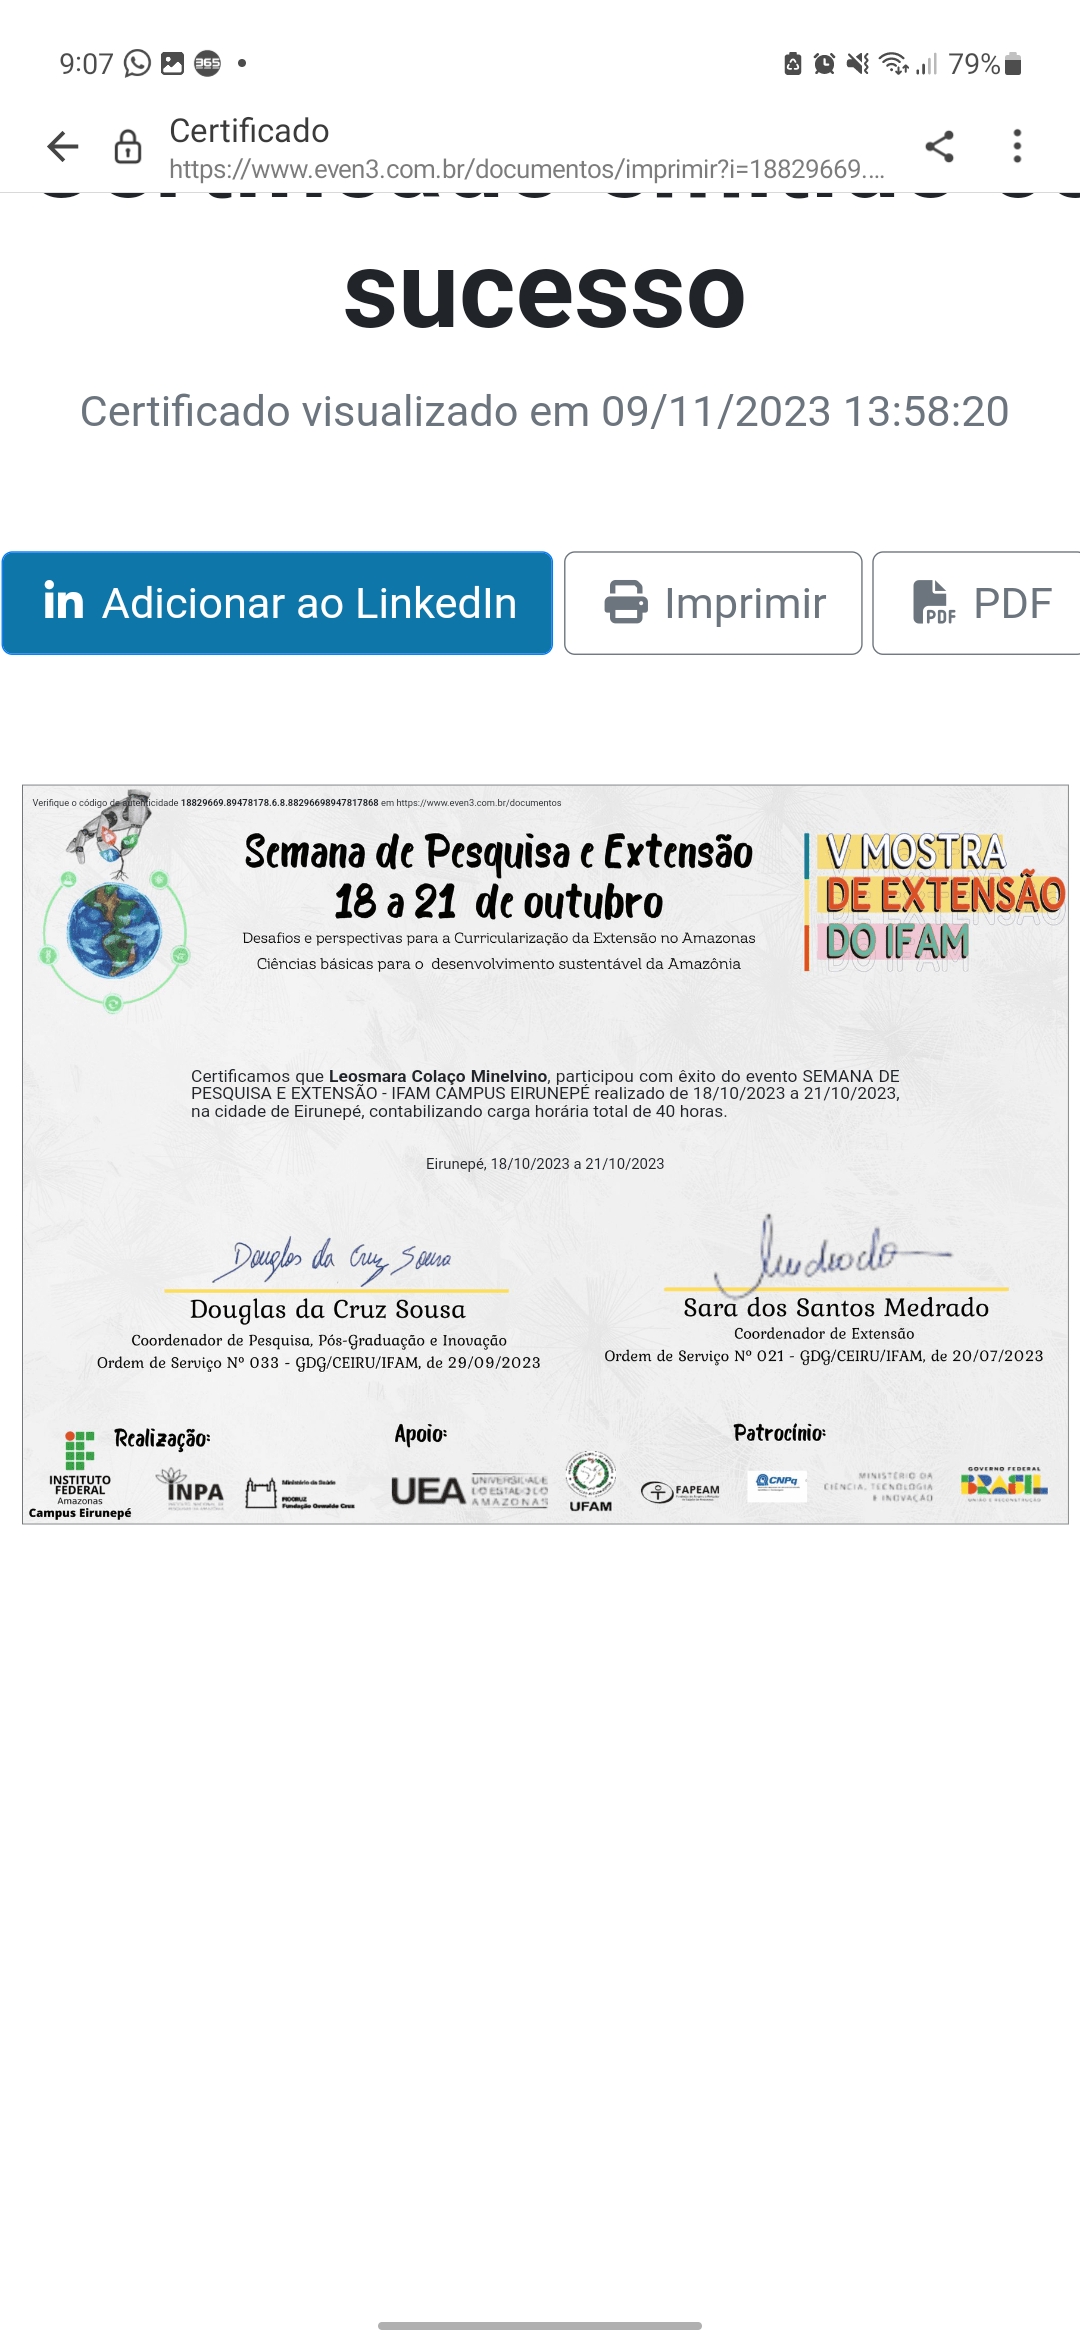 9:07
79%
Certificado
https://www.even3.com.br/documentos/imprimir?i=18829669....
sucesso
Certificado visualizado em 09/11/2023 13:58:20
in Adicionar ao LinkedIn
Imprimir
PDF PDF
Verifique o código de autenticidade 18829669.89478178.6.8.88296698947817868 em https://www.even3.com.br/documentos
Semana de Pesquisa e Extensão
18 a 21 de outubro
Desafios e perspectivas para a Curricularização da Extensão no Amazonas
Ciências básicas para o desenvolvimento sustentável da Amazônia
V MOSTRA
DE EXTENSÃO
DO IFAM
Certificamos que Leosmara Colaço Minelvino, participou com êxito do evento SEMANA DE
PESQUISA E EXTENSÃO - IFAM CAMPUS EIRUNEPÉ realizado de 18/10/2023 a 21/10/2023,
na cidade de Eirunepé, contabilizando carga horária total de 40 horas.
Eirunepé, 18/10/2023 a 21/10/2023
Douglas da Cruz Sousa
Douglas da Cruz Sousa
Coordenador de Pesquisa, Pós-Graduação e Inovação
Ordem de Serviço Nº 033 - GDG/CEIRU/IFAM, de 29/09/2023
Sara dos Santos Medrado
Coordenador de Extensão
Ordem de Serviço Nº 021 - GDG/CEIRU/IFAM, de 20/07/2023
Realização:
Apoio:
Patrocínio:
INSTITUTO
FEDERAL
Amazonas
Campus Eirunepé
INPA
Ministério da Saúde
FIOCRUZ
Fundação Oswaldo Cruz
UEA
UNIVERSIDADE
DO ESTADO DO
AMAZONAS
UFAM
FAPEAM
CNPq
MINISTÉRIO DA
CIÊNCIA, TECNOLOGIA
E INOVAÇÃO
GOVERNO FEDERAL
BRASIL
UNIÃO E RECONSTRUÇÃO